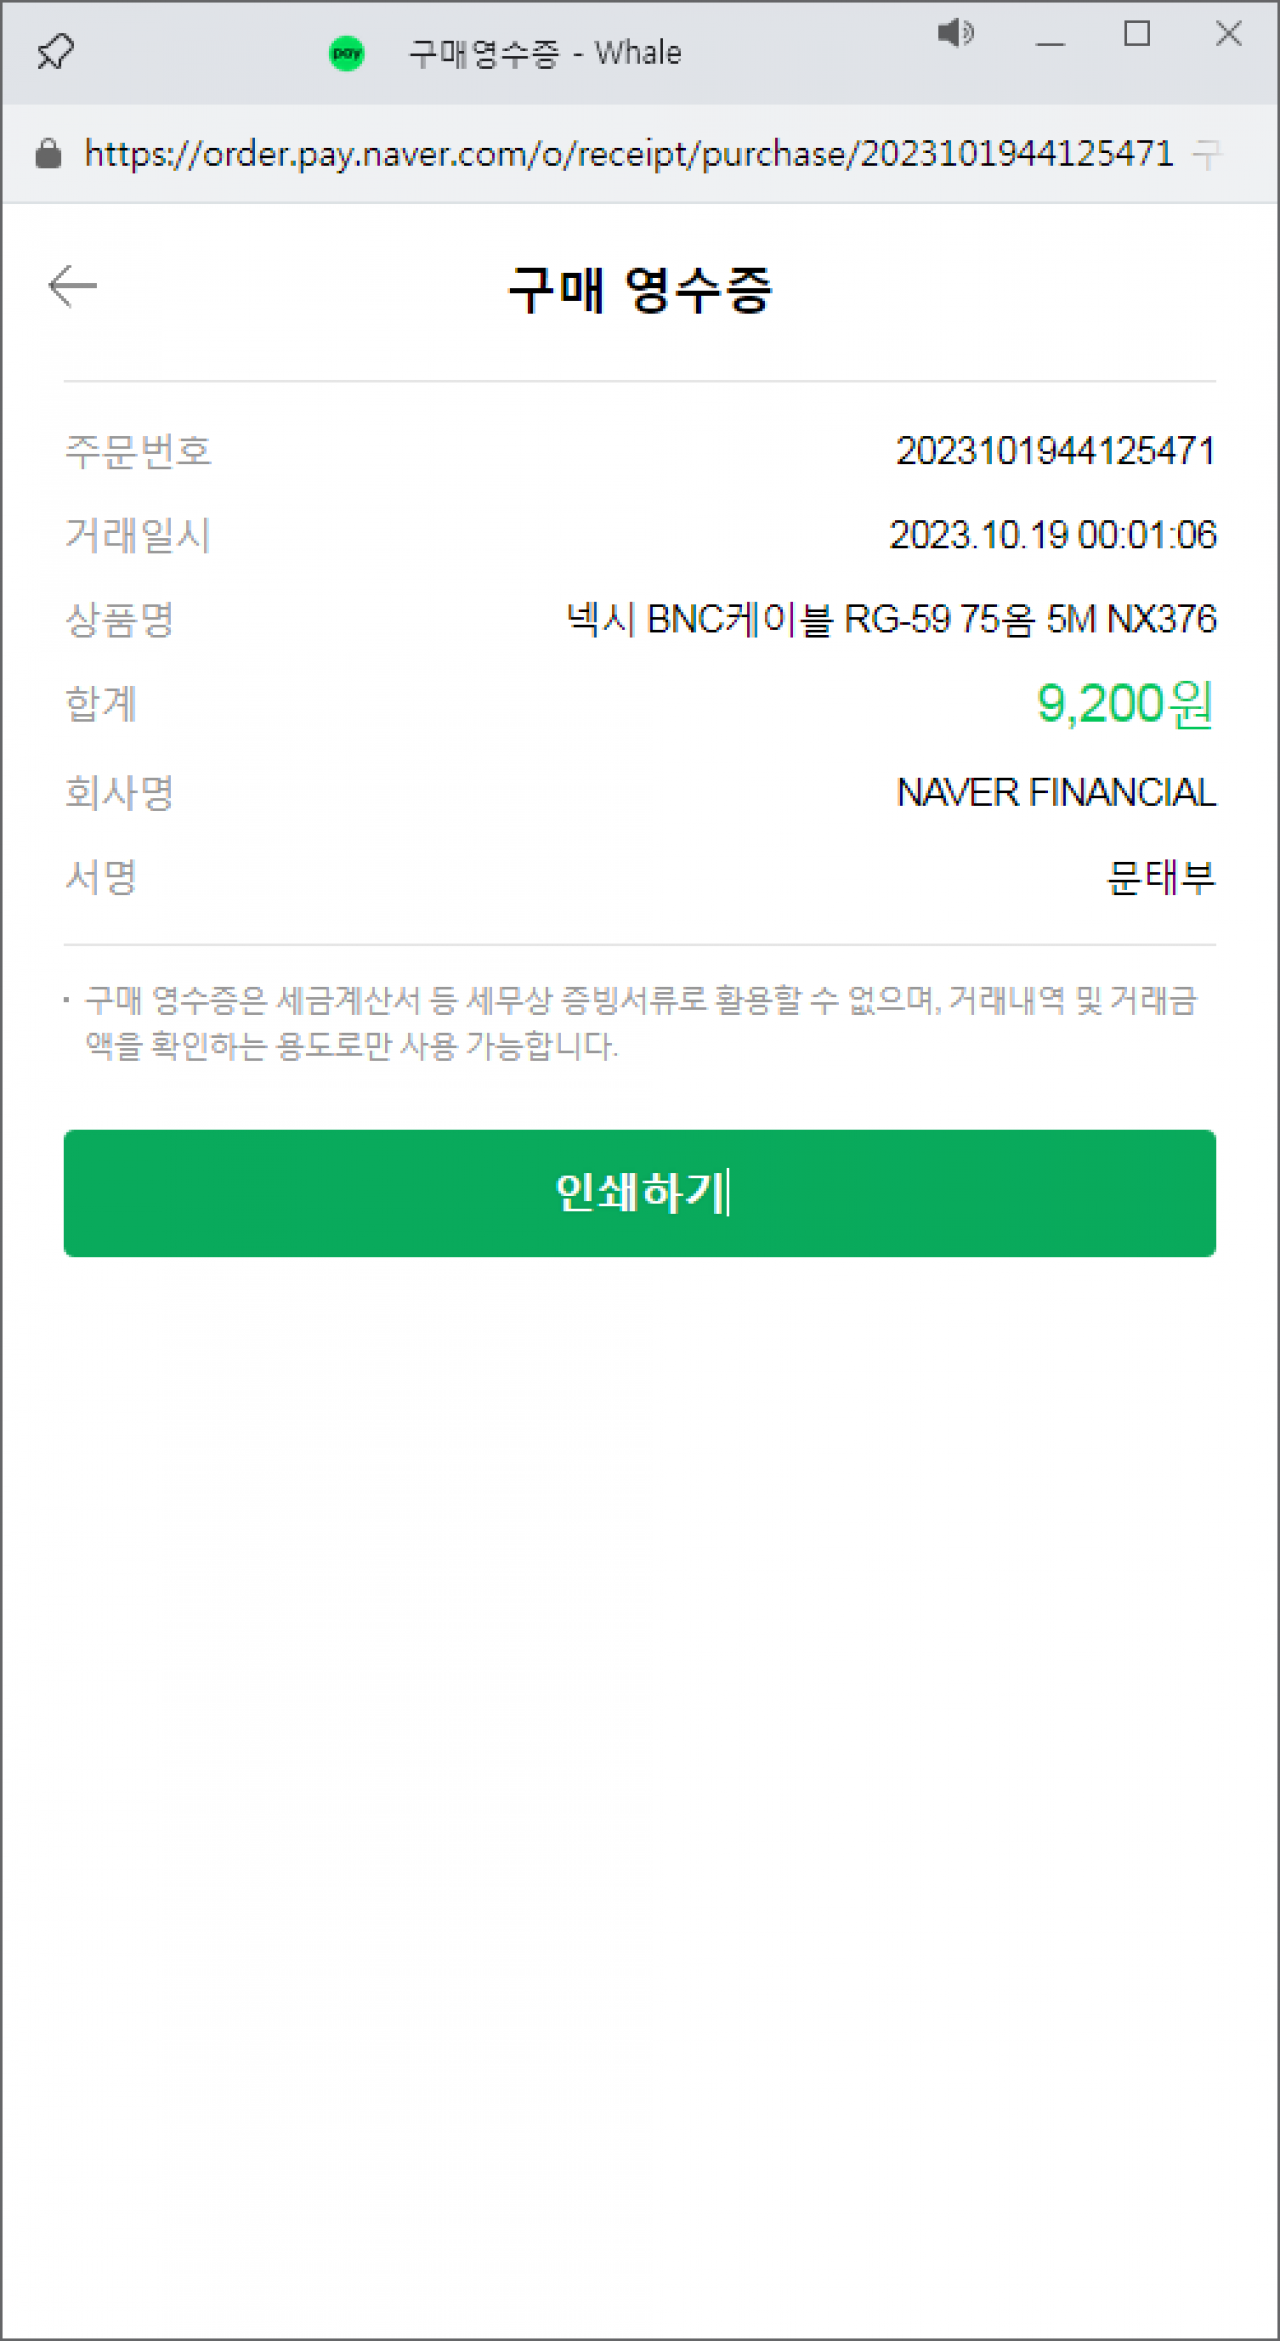 pay 구매영수증 - Whale
https://order.pay.naver.com/o/receipt/purchase/2023101944125471 구
구매 영수증
주문번호 2023101944125471
거래일시 2023.10.19 00:01:06
상품명 넥시 BNC케이블 RG-59 75옴 5M NX376
합계 9,200원
회사명 NAVER FINANCIAL
서명 문태부
· 구매 영수증은 세금계산서 등 세무상 증빙서류로 활용할 수 없으며, 거래내역 및 거래금
액을 확인하는 용도로만 사용 가능합니다.
인쇄하기